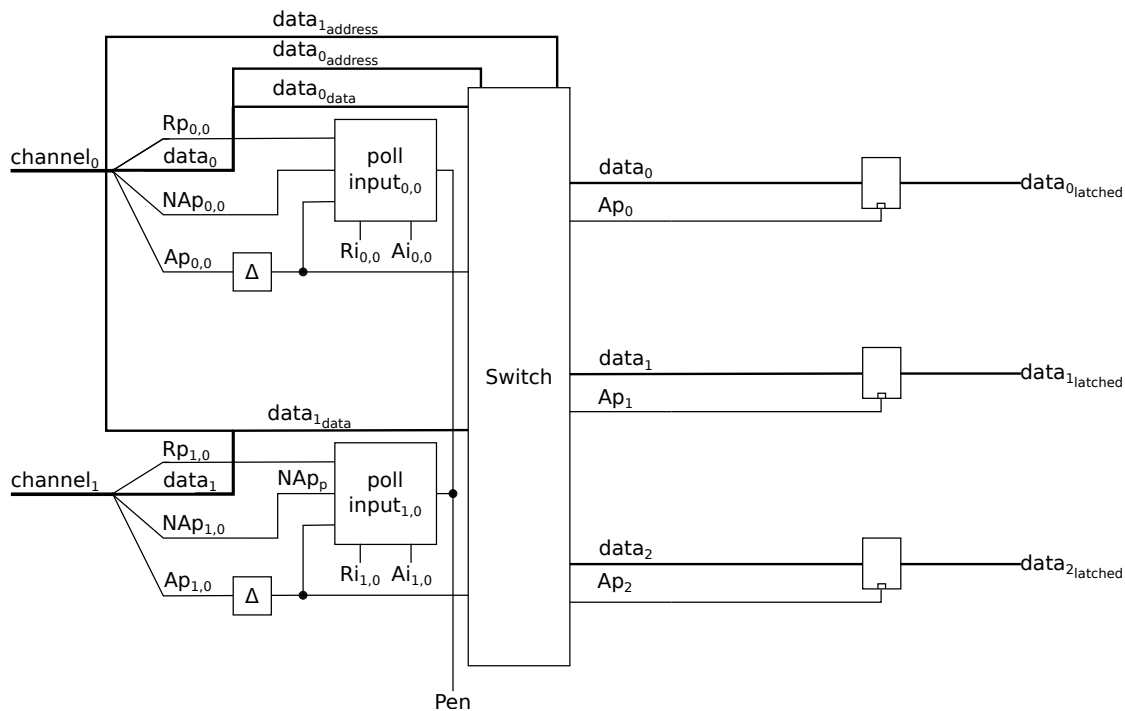 data₁address
data₀address
data₀data
Rp₀,₀
channel₀
data₀
poll
input₀,₀
data₀
data₀latched
NAp₀,₀
Ap₀
Ri₀,₀
Ai₀,₀
Ap₀,₀
Δ
Switch
data₁
data₁latched
Ap₁
data₁data
Rp₁,₀
channel₁
data₁
NApₚ
poll
input₁,₀
NAp₁,₀
data₂
data₂latched
Ri₁,₀
Ai₁,₀
Ap₁,₀
Δ
Ap₂
Pen